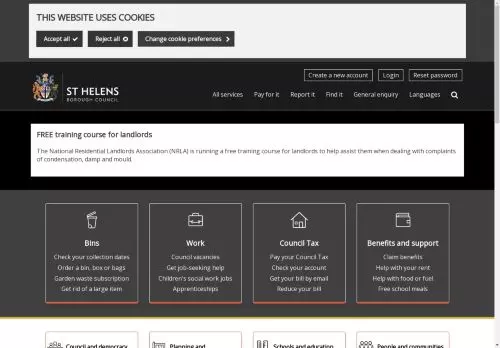 THIS WEBSITE USES COOKIES
Accept all
Reject all
Change cookie preferences
Create a new account
Login
Reset password
ST HELENS
BOROUGH COUNCIL
All services
Pay for it
Report it
Find it
General enquiry
Languages
FREE training course for landlords
The National Residential Landlords Association (NRLA) is running a free training course for landlords to help assist them when dealing with complaints
of condensation, damp and mould.
Bins
Check your collection dates
Order a bin, box or bags
Garden waste subscription
Get rid of a large item
Work
Council vacancies
Get job-seeking help
Children's social work jobs
Apprenticeships
Council Tax
Pay your Council Tax
Check your account
Get your bill by email
Reduce your bill
Benefits and support
Claim benefits
Help with your rent
Help with food or fuel
Free school meals
Council and democracy
Planning and
Schools and education
People and communities